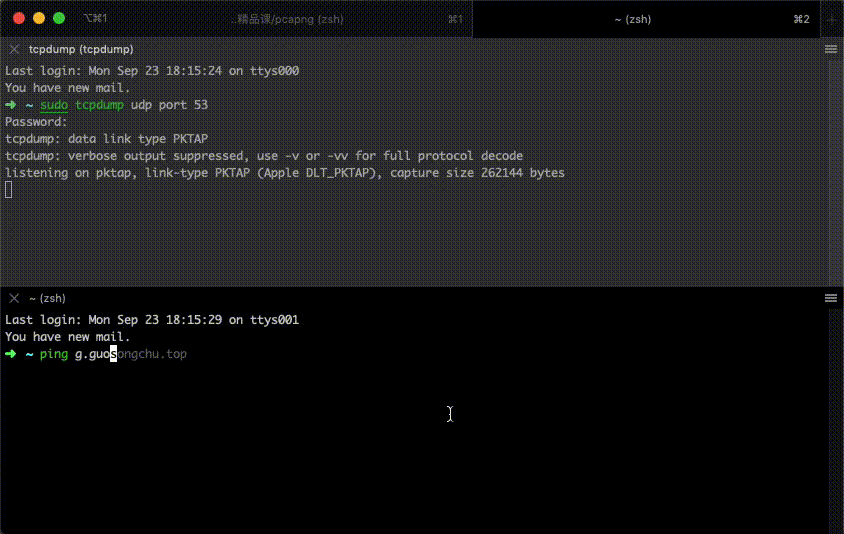 ⌥⌘1 ..精品课/pcapng (zsh) ⌘1 ~ (zsh) ⌘2 +
tcpdump (tcpdump)
Last login: Mon Sep 23 18:15:24 on ttys000
You have new mail.
➜ ~ sudo tcpdump udp port 53
Password:
tcpdump: data link type PKTAP
tcpdump: verbose output suppressed, use -v or -vv for full protocol decode
listening on pktap, link-type PKTAP (Apple DLT_PKTAP), capture size 262144 bytes
~ (zsh)
Last login: Mon Sep 23 18:15:29 on ttys001
You have new mail.
➜ ~ ping g.guosongchu.top